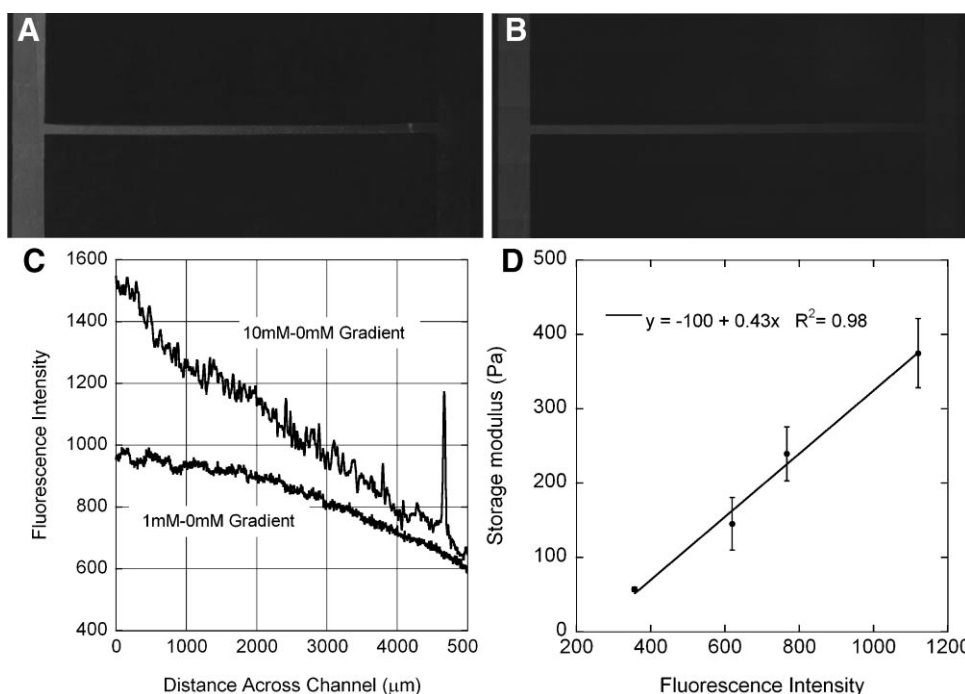 A
B
C
1600
1400
1200
1000
800
600
400
Fluorescence Intensity
10mM-0mM Gradient
1mM-0mM Gradient
0 1000 2000 3000 4000 500
Distance Across Channel (μm)
D
500
400
300
200
100
0
Storage modulus (Pa)
y = -100 + 0.43x R²= 0.98
200 400 600 800 1000 1200
Fluorescence Intensity